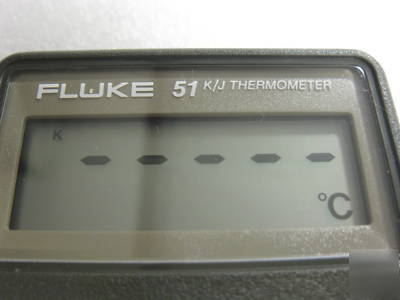 FLUKE 51 K/J THERMOMETER
K
- - - - -
°C